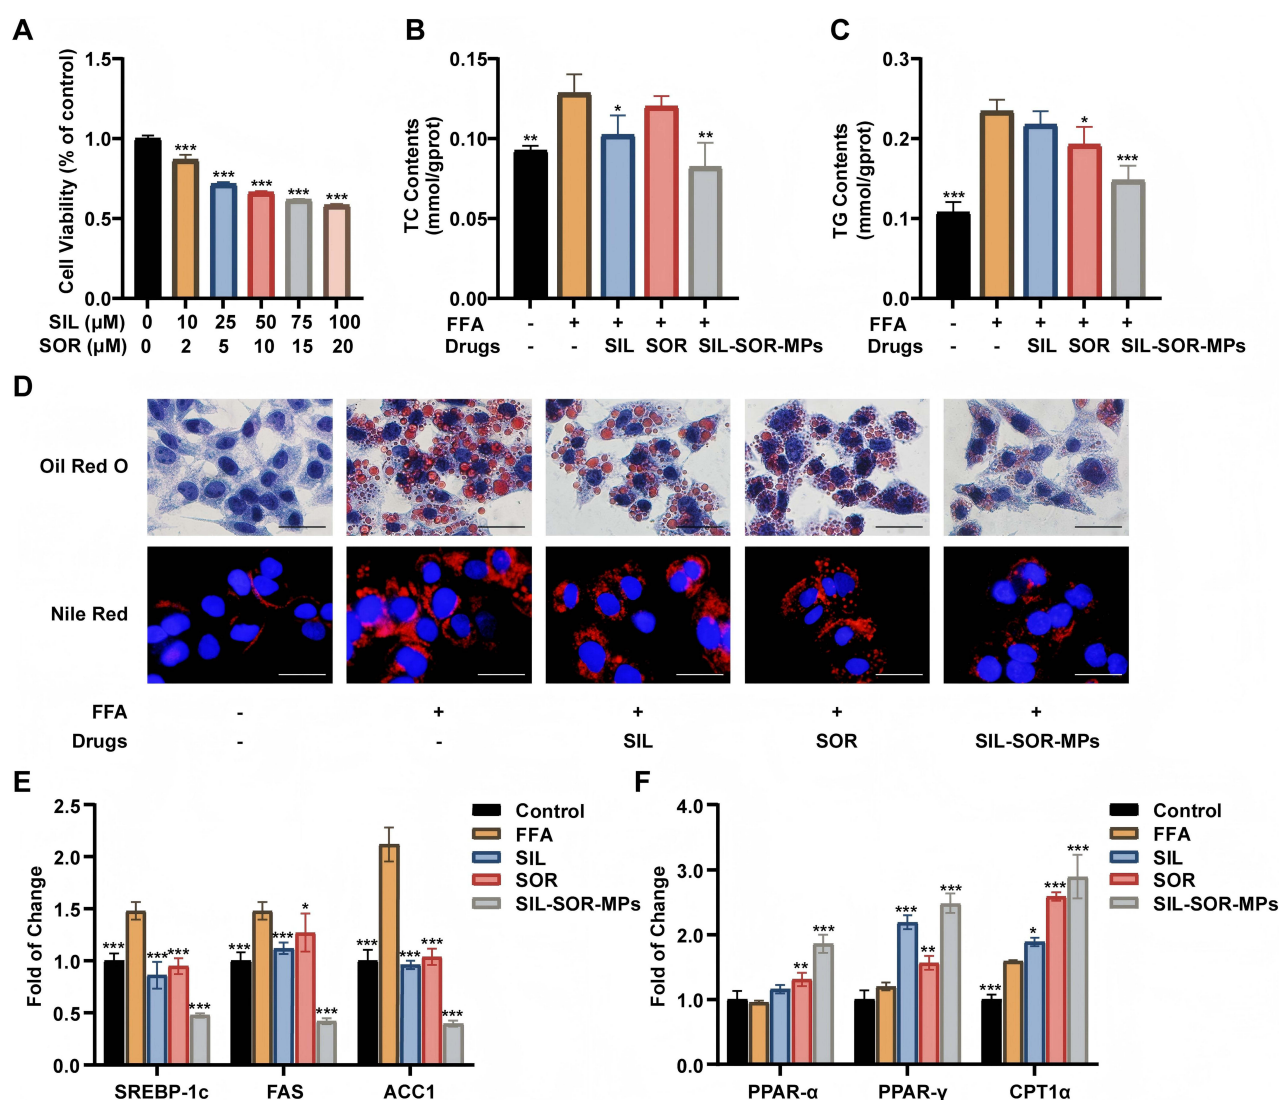 A
Cell Viability (% of control)
1.5
1.0
0.5
0.0
*** *** *** *** ***
SIL (μM) 0 10 25 50 75 100
SOR (μM) 0 2 5 10 15 20
B
TC Contents
(mmol/gprot)
0.15
0.10
0.05
0.00
** * **
FFA - + + + +
Drugs - - SIL SOR SIL-SOR-MPs
C
TG Contents
(mmol/gprot)
0.3
0.2
0.1
0.0
*** * ***
FFA - + + + +
Drugs - - SIL SOR SIL-SOR-MPs
D
Oil Red O
Nile Red
FFA - + + + +
Drugs - - SIL SOR SIL-SOR-MPs
E
Fold of Change
2.5
2.0
1.5
1.0
0.5
0.0
*** *** *** ***
*** *** * ***
*** *** *** ***
SREBP-1c FAS ACC1
Control
FFA
SIL
SOR
SIL-SOR-MPs
F
Fold of Change
4.0
3.0
2.0
1.0
0.0
** ***
*** ** ***
*** * *** ***
PPAR-α PPAR-γ CPT1α
Control
FFA
SIL
SOR
SIL-SOR-MPs